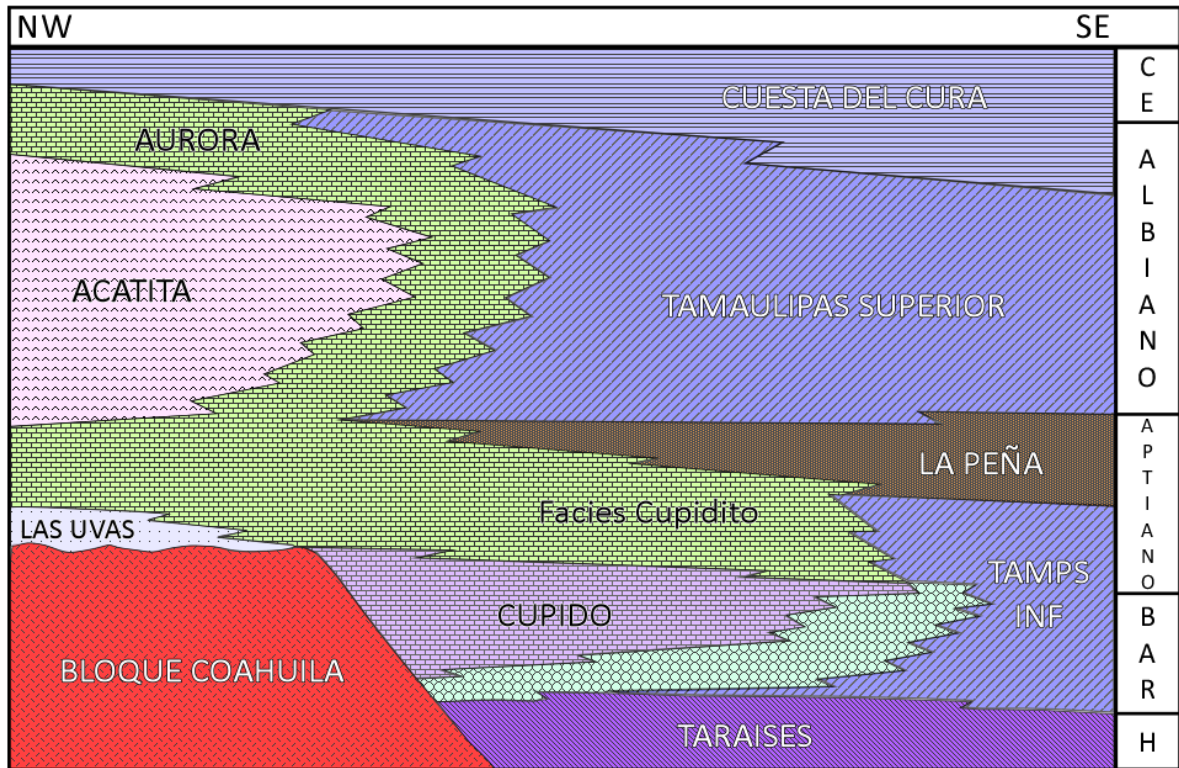 NW
SE
CUESTA DEL CURA
AURORA
ACATITA
TAMAULIPAS SUPERIOR
LA PEÑA
Facies Cupidito
LAS UVAS
TAMPS
INF
CUPIDO
BLOQUE COAHUILA
TARAISES
C
E
A
L
B
I
A
N
O
A
P
T
I
A
N
O
B
A
R
H